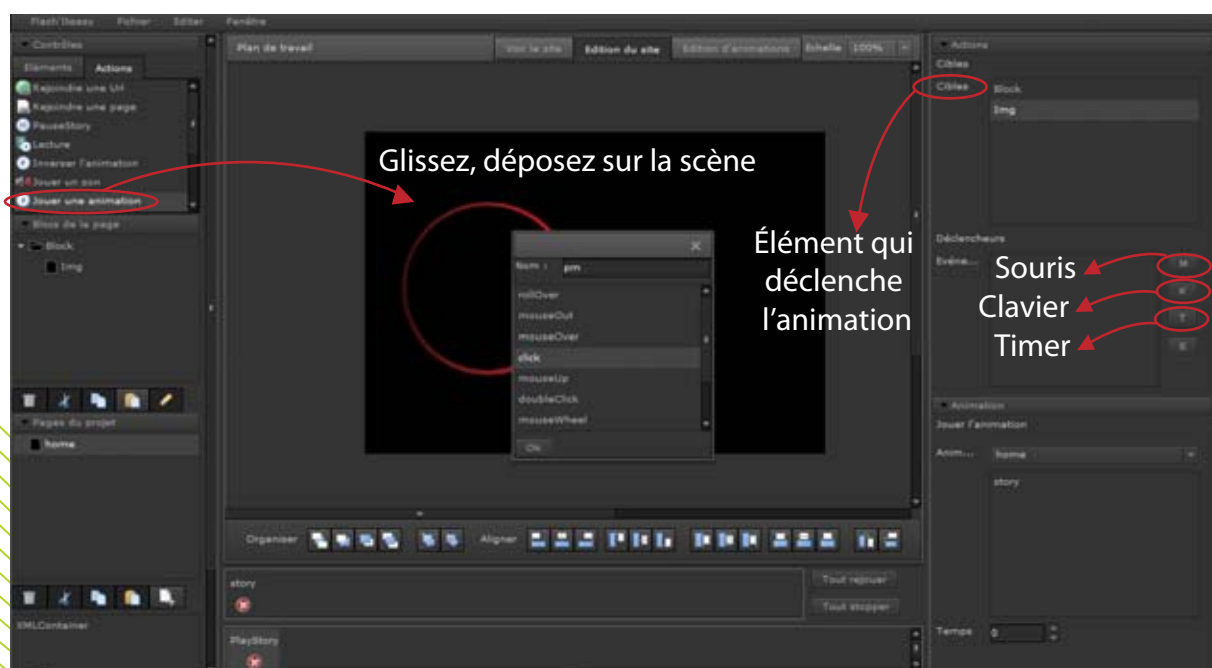 Flash'Iteasy Fichier Editer Fenêtre
Contrôles
Eléments Actions
Rejoindre une Url
Rejoindre une page
PauseStory
Lecture
Inverser l'animation
Jouer un son
Jouer une animation
Blocs de la page
Block
Img
Pages du projet
home
XMLContainer
Plan de travail
Voir le site Edition du site Edition d'animations Echelle 100%
Glissez, déposez sur la scène
Nom : pm
rollOver
mouseOut
mouseOver
click
mouseUp
doubleClick
mouseWheel
Ok
Élément qui
déclenche
l'animation
Organiser Aligner
story
Tout rejouer
Tout stopper
PlayStory
Actions
Cibles
Cibles Block
Img
Déclencheurs
Evéne...
Souris M
Clavier K
Timer T
Animation
Jouer l'animation
Anim... home
story
Temps 0